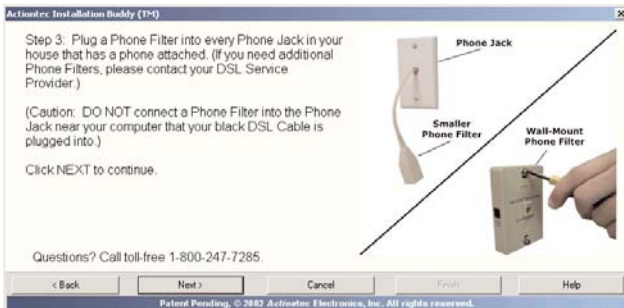 Actiontec Installation Buddy (TM)
Step 3: Plug a Phone Filter into every Phone Jack in your
house that has a phone attached. (If you need additional
Phone Filters, please contact your DSL Service
Provider.)
(Caution: DO NOT connect a Phone Filter into the Phone
Jack near your computer that your black DSL Cable is
plugged into.)
Click NEXT to continue.
Phone Jack
Smaller
Phone Filter
Wall-Mount
Phone Filter
Questions? Call toll-free 1-800-247-7285.
< Back
Next >
Cancel
Finish
Help
Patent Pending, © 2002 Actiontec Electronics, Inc. All rights reserved.